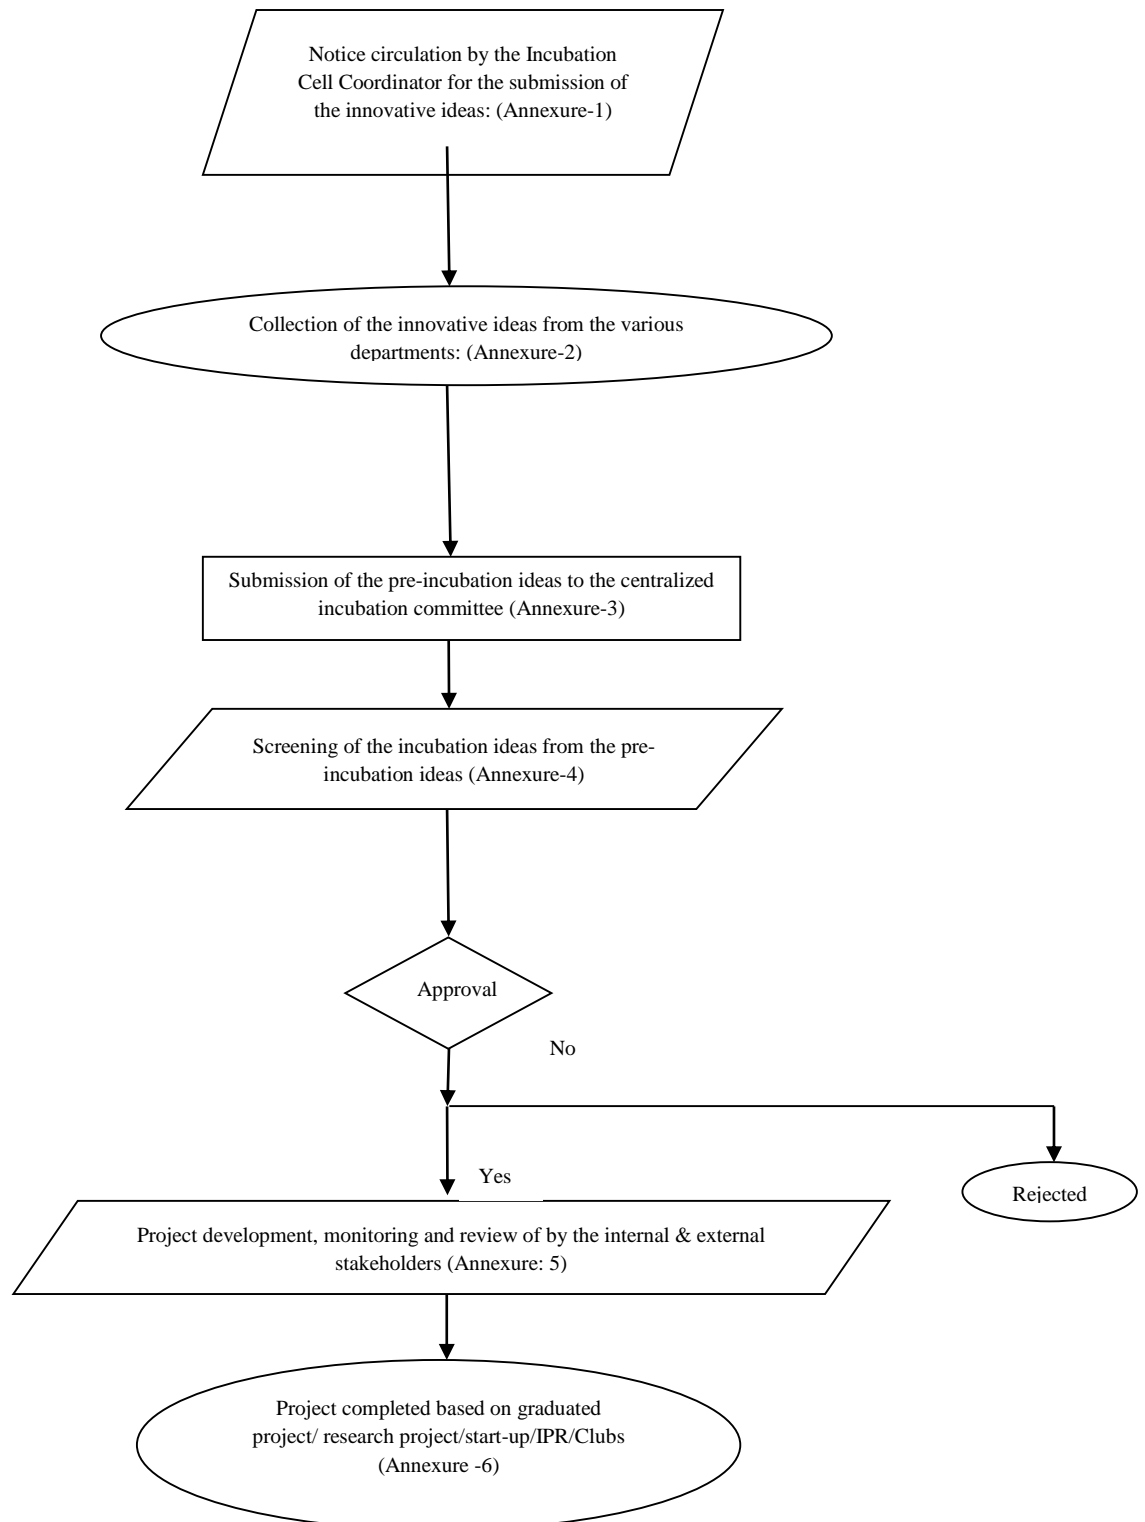 Notice circulation by the Incubation
Cell Coordinator for the submission of
the innovative ideas: (Annexure-1)
Collection of the innovative ideas from the various
departments: (Annexure-2)
Submission of the pre-incubation ideas to the centralized
incubation committee (Annexure-3)
Screening of the incubation ideas from the pre-
incubation ideas (Annexure-4)
Approval
No
Yes
Rejected
Project development, monitoring and review of by the internal & external
stakeholders (Annexure: 5)
Project completed based on graduated
project/ research project/start-up/IPR/Clubs
(Annexure -6)